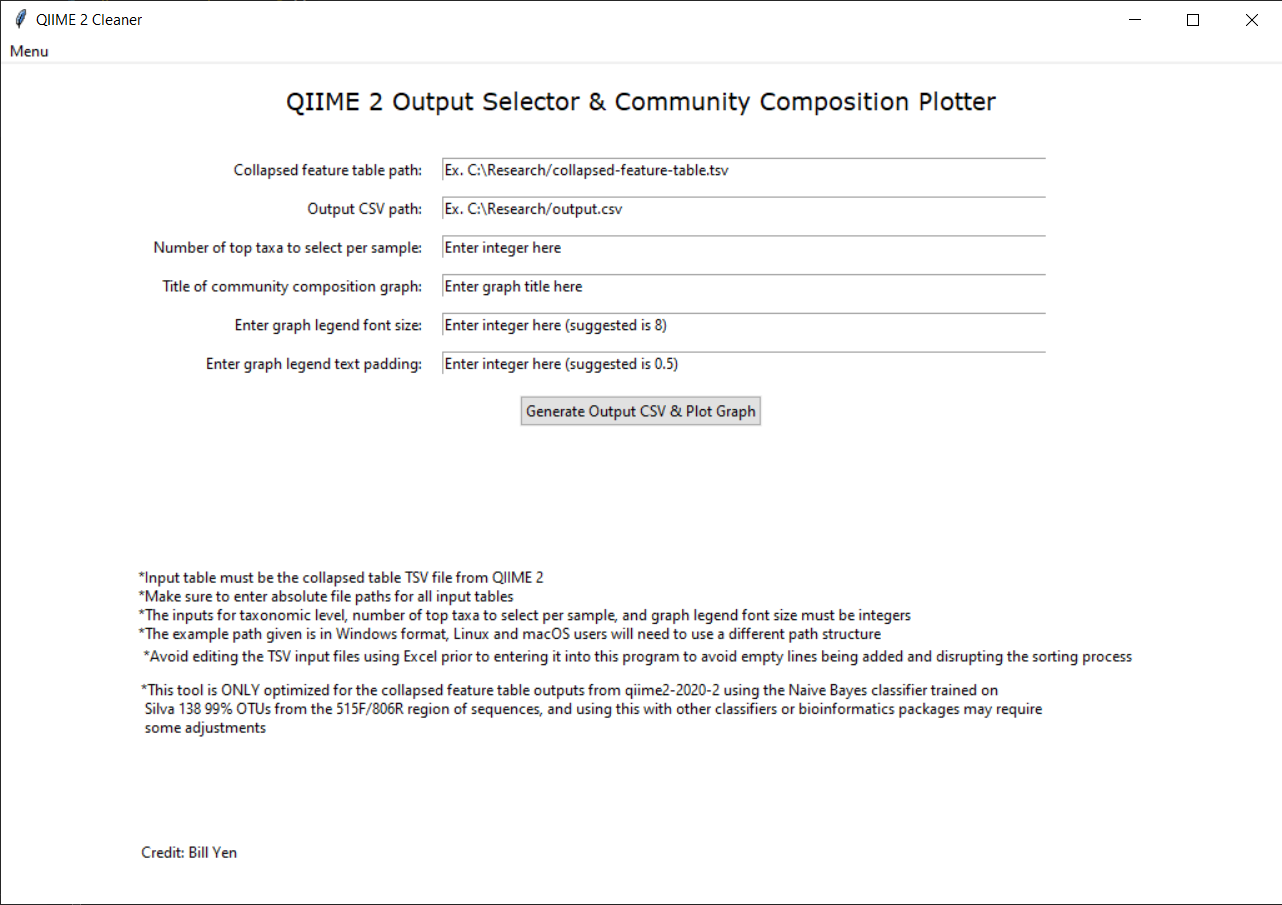 QIIME 2 Cleaner
Menu
QIIME 2 Output Selector & Community Composition Plotter
Collapsed feature table path: Ex. C:\Research/collapsed-feature-table.tsv
Output CSV path: Ex. C:\Research/output.csv
Number of top taxa to select per sample: Enter integer here
Title of community composition graph: Enter graph title here
Enter graph legend font size: Enter integer here (suggested is 8)
Enter graph legend text padding: Enter integer here (suggested is 0.5)
Generate Output CSV & Plot Graph
*Input table must be the collapsed table TSV file from QIIME 2
*Make sure to enter absolute file paths for all input tables
*The inputs for taxonomic level, number of top taxa to select per sample, and graph legend font size must be integers
*The example path given is in Windows format, Linux and macOS users will need to use a different path structure
*Avoid editing the TSV input files using Excel prior to entering it into this program to avoid empty lines being added and disrupting the sorting process
*This tool is ONLY optimized for the collapsed feature table outputs from qiime2-2020-2 using the Naive Bayes classifier trained on
Silva 138 99% OTUs from the 515F/806R region of sequences, and using this with other classifiers or bioinformatics packages may require
some adjustments
Credit: Bill Yen